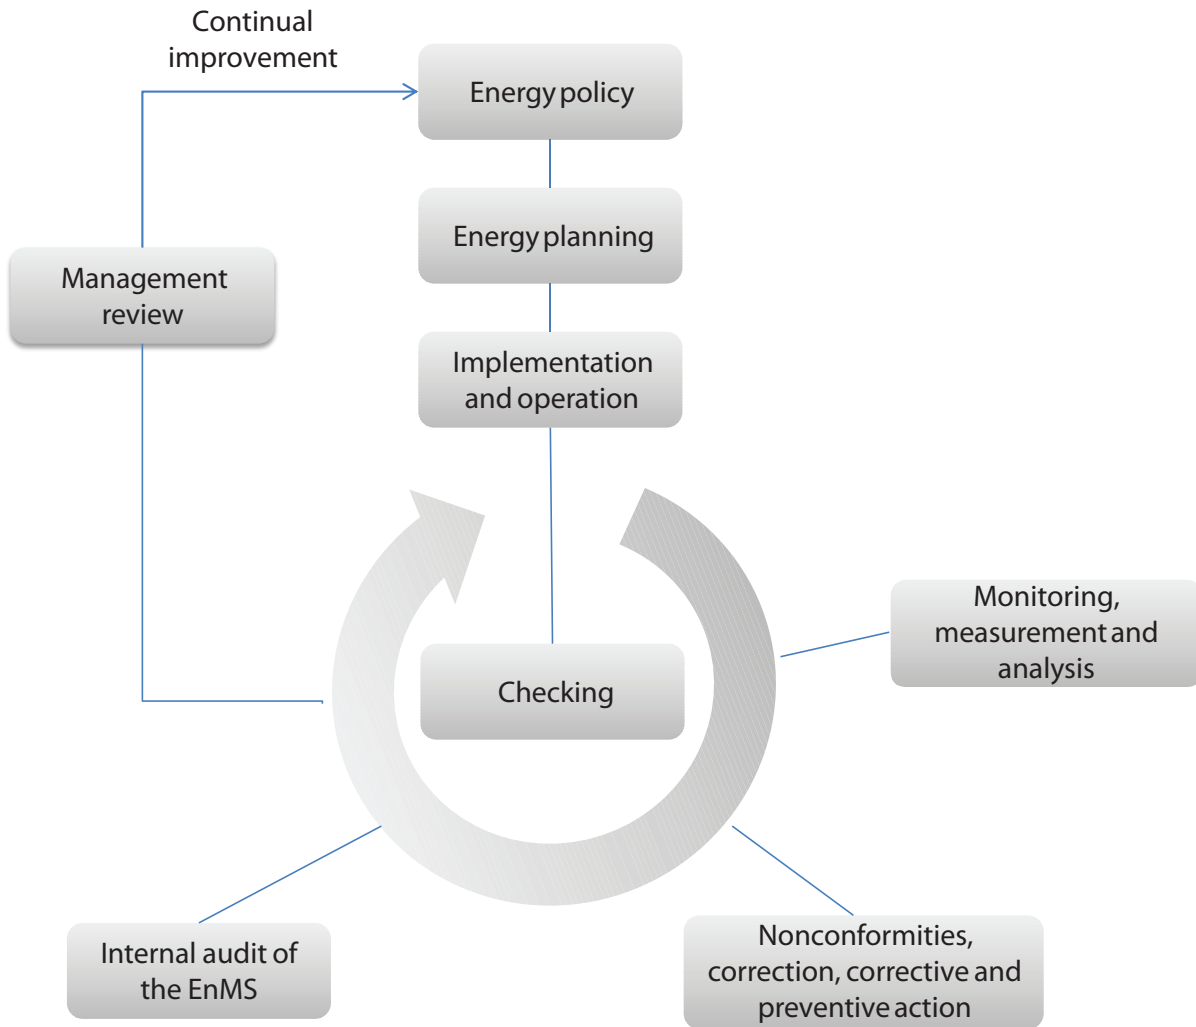 Continual
improvement
Energy policy
Energy planning
Management
review
Implementation
and operation
Monitoring,
measurement and
analysis
Checking
Internal audit of
the EnMS
Nonconformities,
correction, corrective and
preventive action